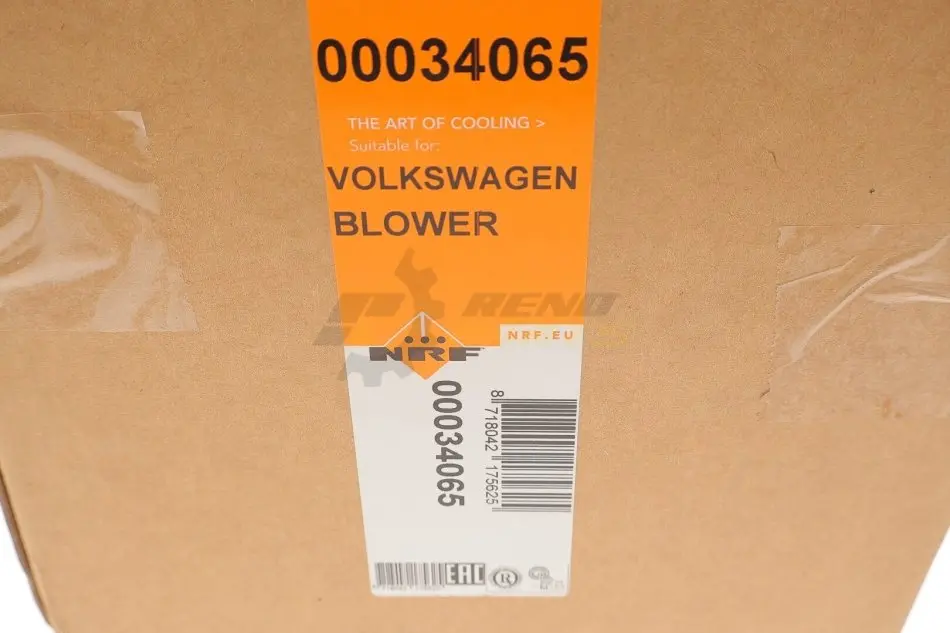 00034065
THE ART OF COOLING >
Suitable for:
VOLKSWAGEN
BLOWER
RENO
NRF.EU
NRF
00034065
8 718042 175625
EAC
R